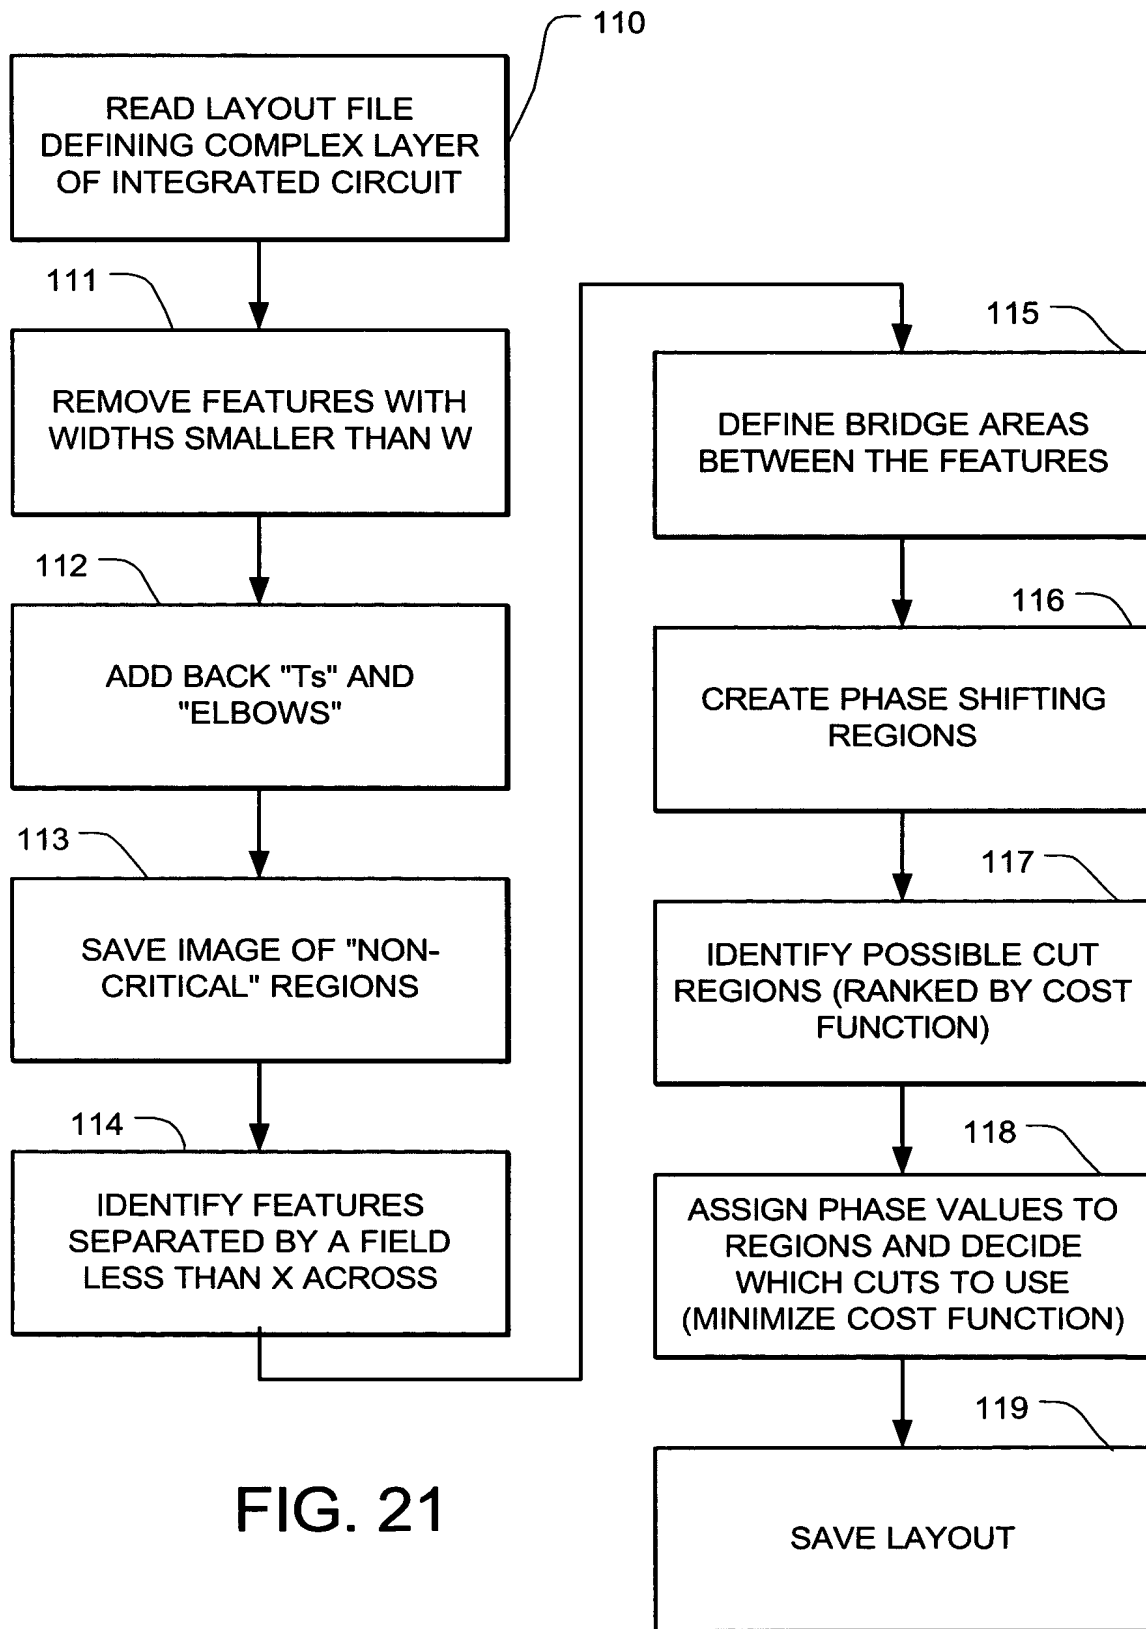 110
READ LAYOUT FILE
DEFINING COMPLEX LAYER
OF INTEGRATED CIRCUIT
111
REMOVE FEATURES WITH
WIDTHS SMALLER THAN W
112
ADD BACK "Ts" AND
"ELBOWS"
113
SAVE IMAGE OF "NON-
CRITICAL" REGIONS
114
IDENTIFY FEATURES
SEPARATED BY A FIELD
LESS THAN X ACROSS
115
DEFINE BRIDGE AREAS
BETWEEN THE FEATURES
116
CREATE PHASE SHIFTING
REGIONS
117
IDENTIFY POSSIBLE CUT
REGIONS (RANKED BY COST
FUNCTION)
118
ASSIGN PHASE VALUES TO
REGIONS AND DECIDE
WHICH CUTS TO USE
(MINIMIZE COST FUNCTION)
119
SAVE LAYOUT
FIG. 21